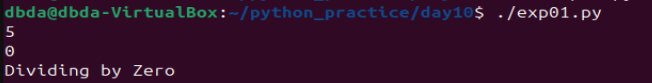 dbda@dbda-VirtualBox:~/python_practice/day10$ ./exp01.py
5
0
Dividing by Zero